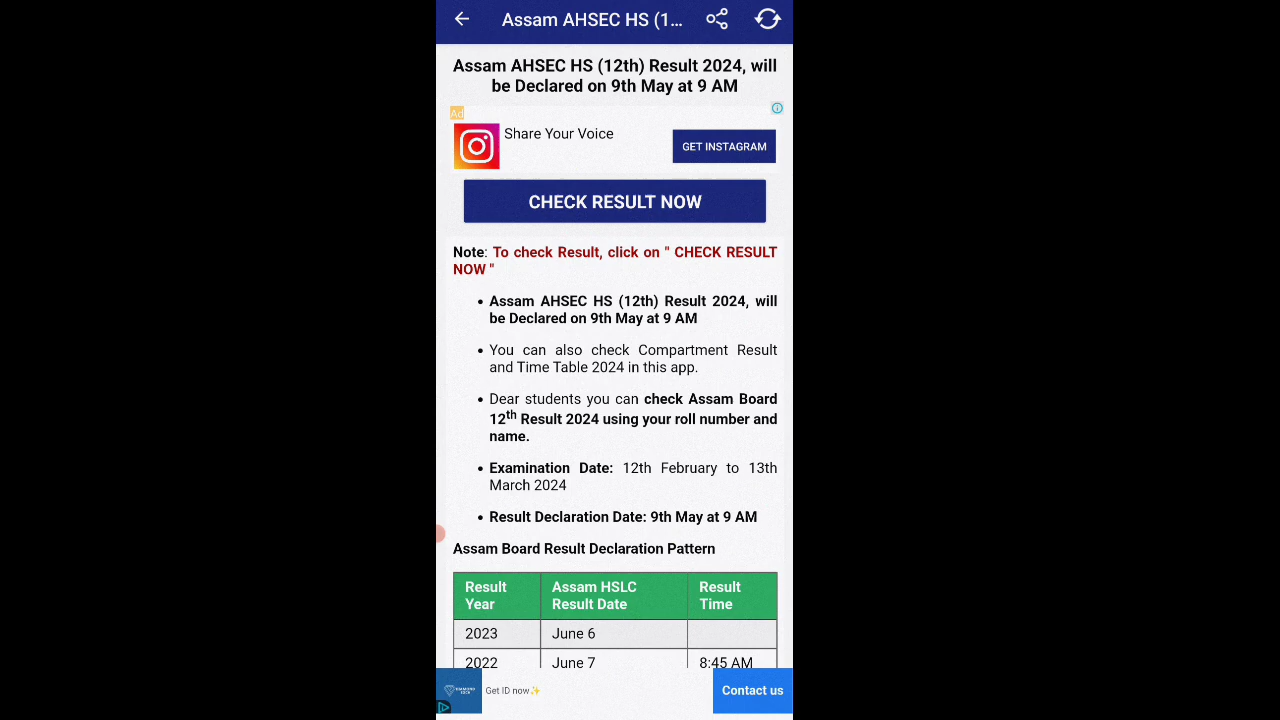 Assam AHSEC HS (1...
Assam AHSEC HS (12th) Result 2024, will
be Declared on 9th May at 9 AM
Ad
Share Your Voice
GET INSTAGRAM
CHECK RESULT NOW
Note: To check Result, click on " CHECK RESULT
NOW "
• Assam AHSEC HS (12th) Result 2024, will
be Declared on 9th May at 9 AM
• You can also check Compartment Result
and Time Table 2024 in this app.
• Dear students you can check Assam Board
12th Result 2024 using your roll number and
name.
• Examination Date: 12th February to 13th
March 2024
• Result Declaration Date: 9th May at 9 AM
Assam Board Result Declaration Pattern
Result Year Assam HSLC Result Date Result Time
2023 June 6
2022 June 7 8:45 AM
Get ID now✨
Contact us